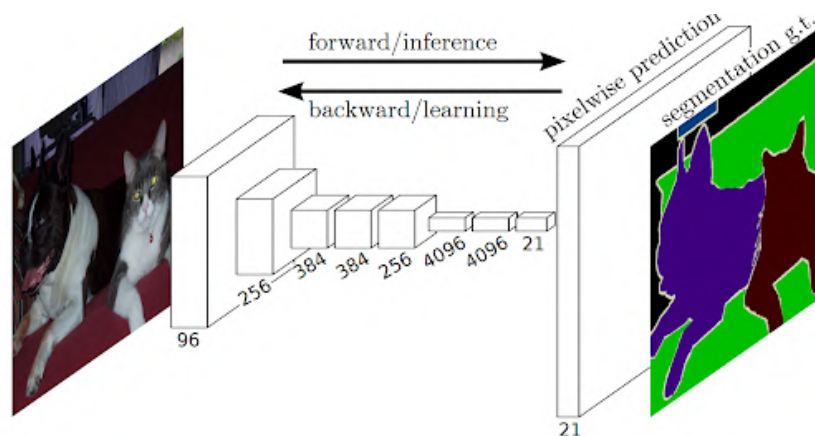 forward/inference
backward/learning
pixelwise prediction
segmentation g.t.
96
256
384
384
256
4096
4096
21
21